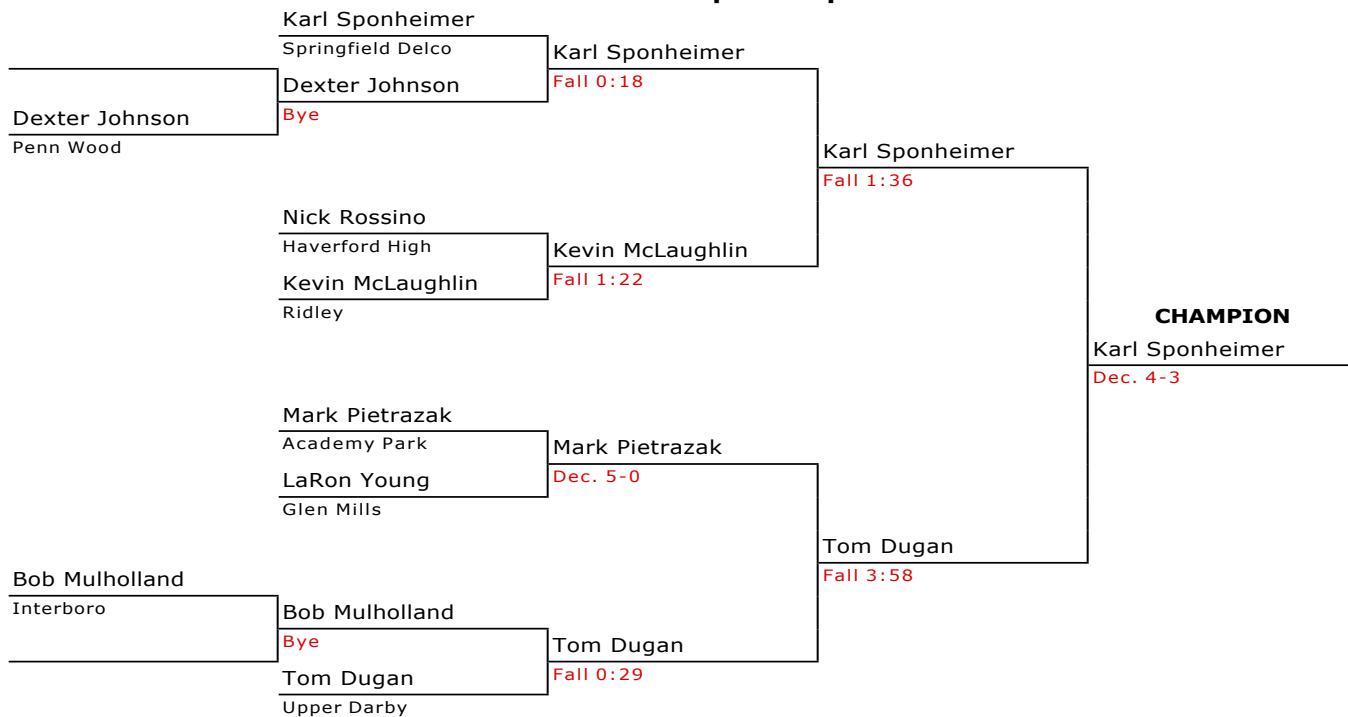 Karl Sponheimer
Springfield Delco
Karl Sponheimer
Dexter Johnson
Fall 0:18
Dexter Johnson
Bye
Penn Wood
Karl Sponheimer
Fall 1:36
Nick Rossino
Haverford High
Kevin McLaughlin
Kevin McLaughlin
Fall 1:22
Ridley
CHAMPION
Karl Sponheimer
Dec. 4-3
Mark Pietrazak
Academy Park
Mark Pietrazak
LaRon Young
Dec. 5-0
Glen Mills
Tom Dugan
Fall 3:58
Bob Mulholland
Interboro
Bob Mulholland
Bye
Tom Dugan
Tom Dugan
Fall 0:29
Upper Darby